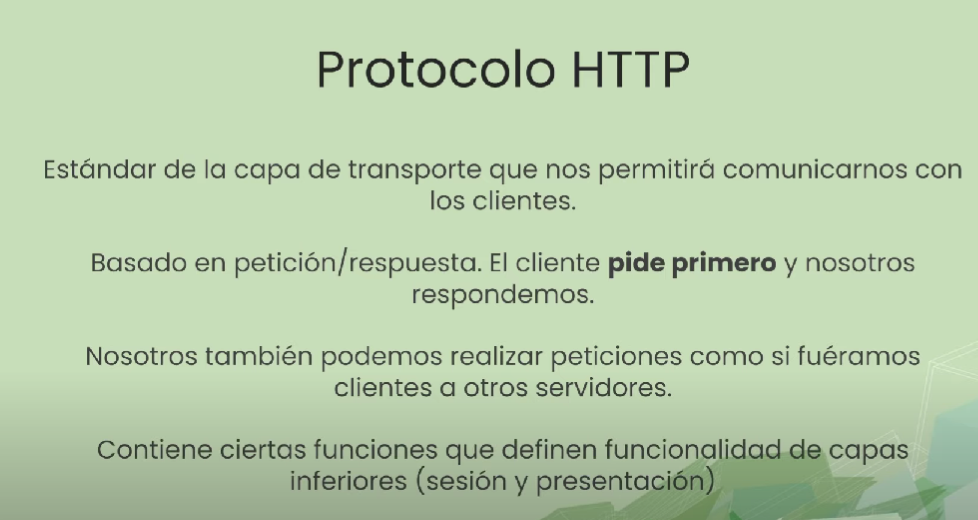 Protocolo HTTP
Estándar de la capa de transporte que nos permitirá comunicarnos con
los clientes.
Basado en petición/respuesta. El cliente pide primero y nosotros
respondemos.
Nosotros también podemos realizar peticiones como si fuéramos
clientes a otros servidores.
Contiene ciertas funciones que definen funcionalidad de capas
inferiores (sesión y presentación)